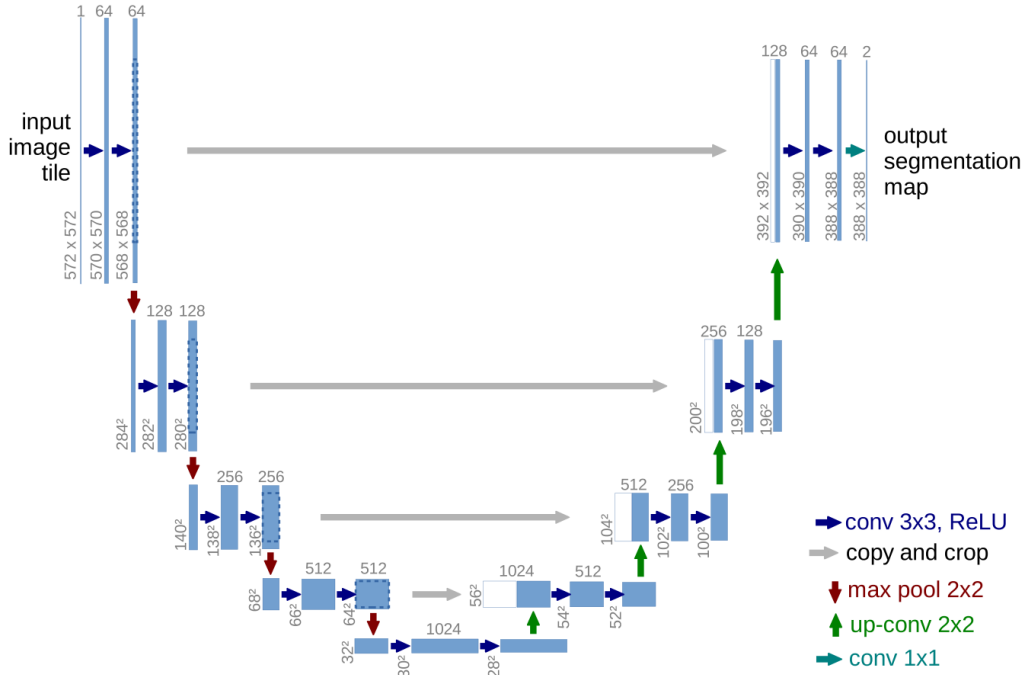 1 64 64
128 64 64 2
input
image
tile
output
segmentation
map
572 x 572
570 x 570
568 x 568
392 x 392
390 x 390
388 x 388
388 x 388
128 128
256 128
284²
282²
280²
200²
198²
196²
256 256
512 256
140²
138²
136²
104²
102²
100²
512 512
1024 512
68²
66²
64²
56²
54²
52²
1024
32²
30²
28²
conv 3x3, ReLU
copy and crop
max pool 2x2
up-conv 2x2
conv 1x1